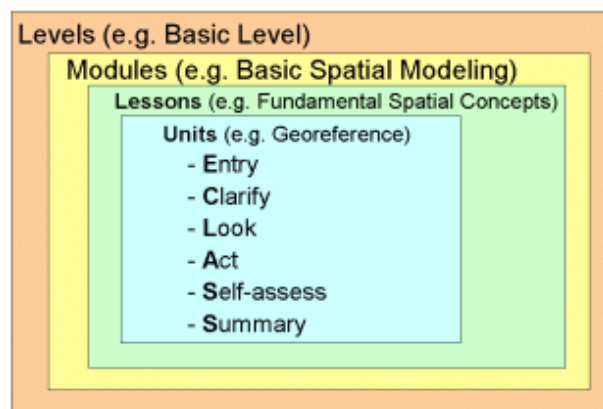 Levels (e.g. Basic Level)
Modules (e.g. Basic Spatial Modeling)
Lessons (e.g. Fundamental Spatial Concepts)
Units (e.g. Georeference)
- Entry
- Clarify
- Look
- Act
- Self-assess
- Summary